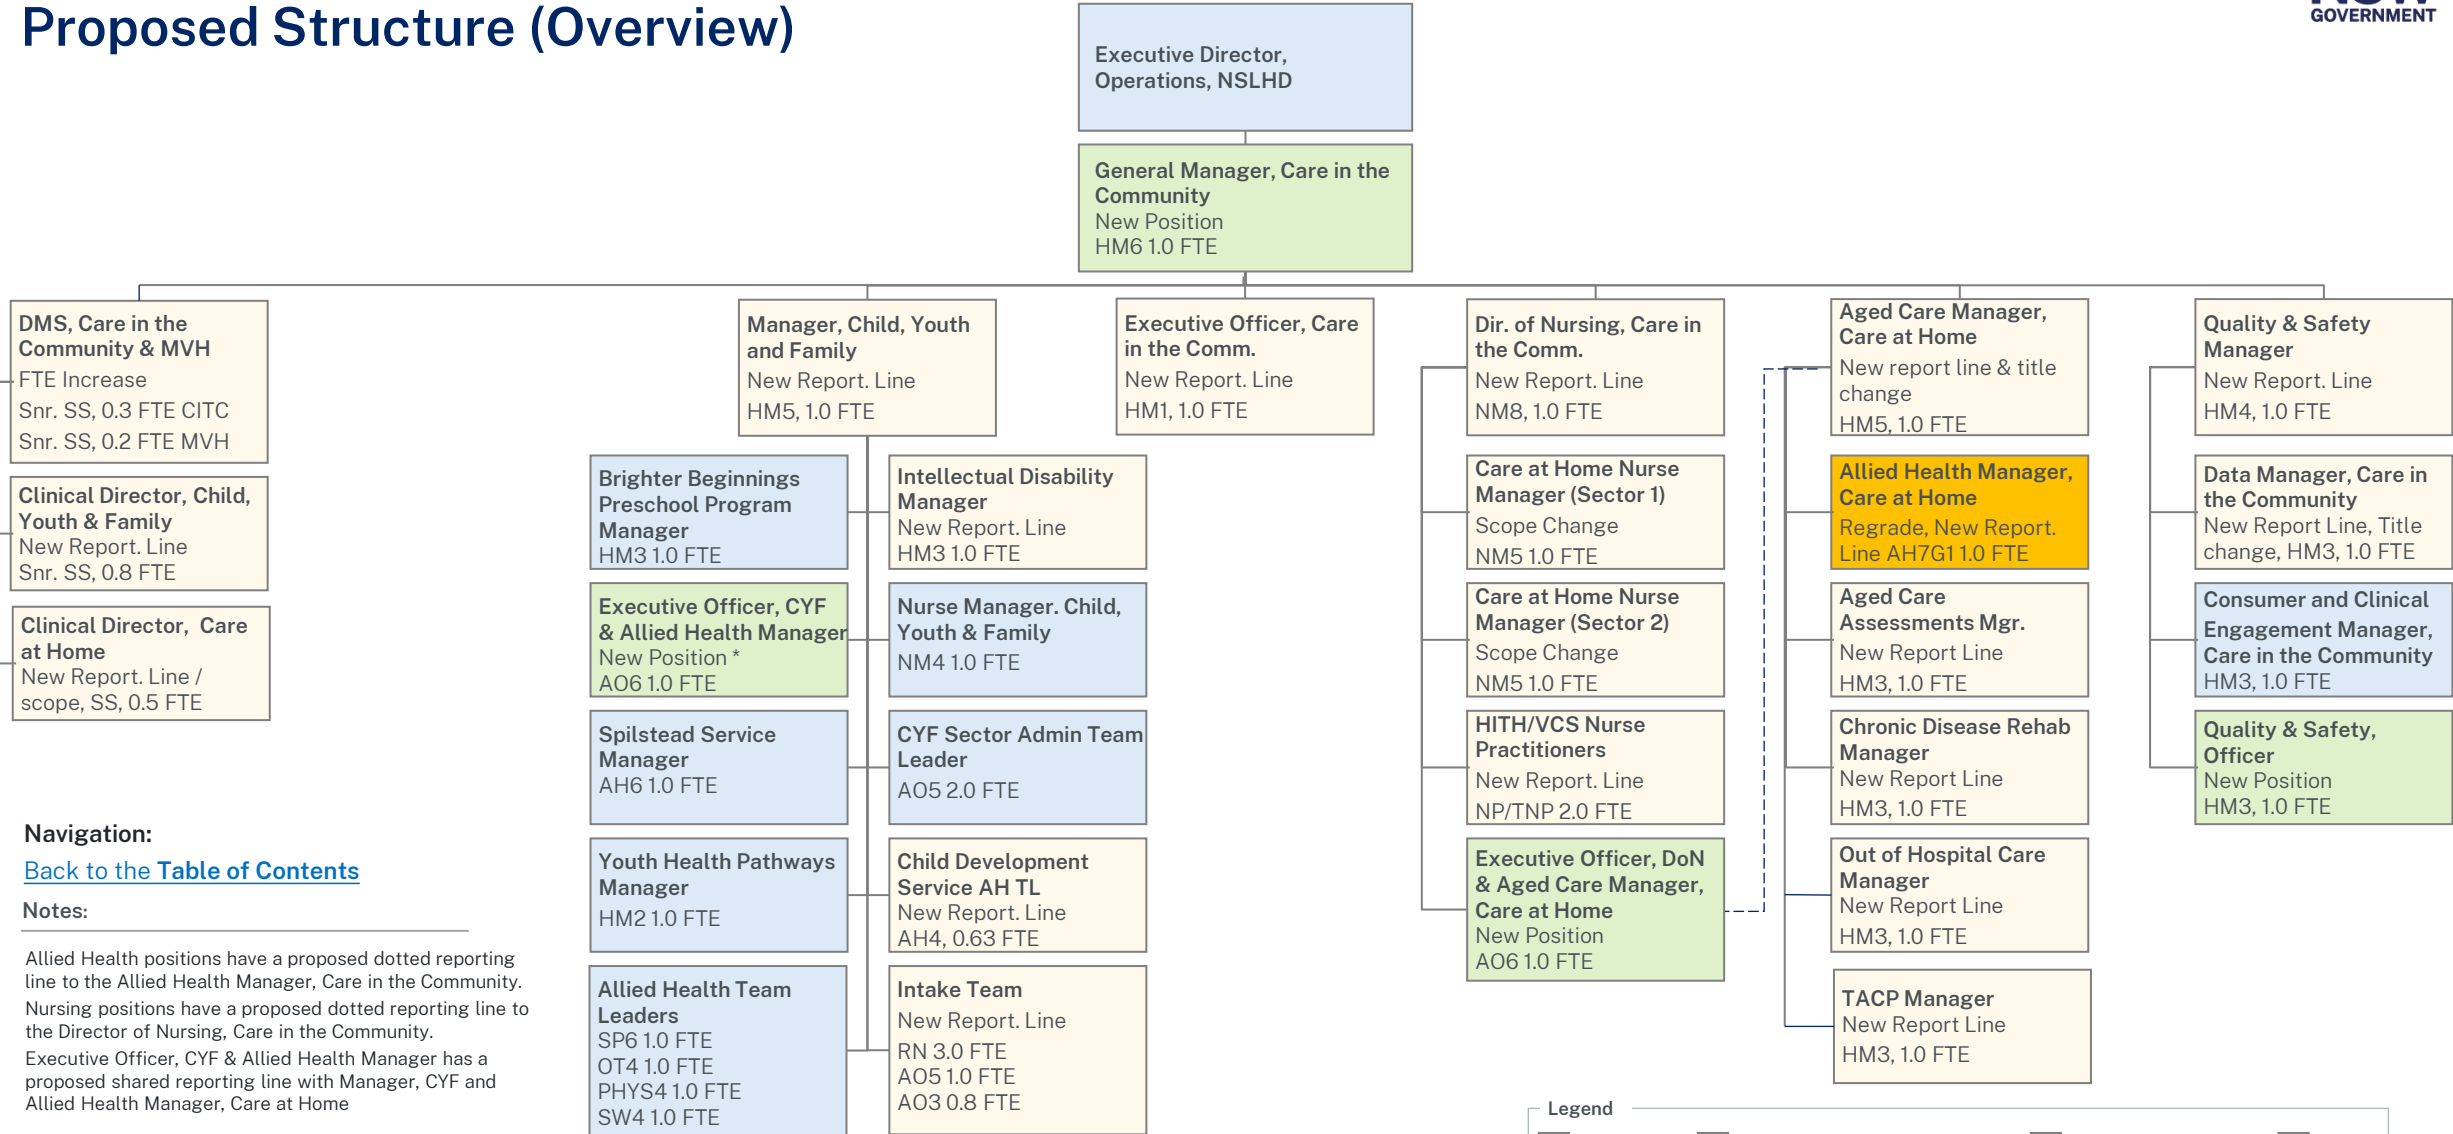 Proposed Structure (Overview)
GOVERNMENT
Executive Director,
Operations, NSLHD
General Manager, Care in the
Community
New Position
HM6 1.0 FTE
DMS, Care in the
Community & MVH
FTE Increase
Snr. SS, 0.3 FTE CITC
Snr. SS, 0.2 FTE MVH
Clinical Director, Child,
Youth & Family
New Report. Line
Snr. SS, 0.8 FTE
Clinical Director, Care
at Home
New Report. Line /
scope, SS, 0.5 FTE
Manager, Child, Youth
and Family
New Report. Line
HM5, 1.0 FTE
Brighter Beginnings
Preschool Program
Manager
HM3 1.0 FTE
Executive Officer, CYF
& Allied Health Manager
New Position *
AO6 1.0 FTE
Spilstead Service
Manager
AH6 1.0 FTE
Youth Health Pathways
Manager
HM2 1.0 FTE
Allied Health Team
Leaders
SP6 1.0 FTE
OT4 1.0 FTE
PHYS4 1.0 FTE
SW4 1.0 FTE
Intellectual Disability
Manager
New Report. Line
HM3 1.0 FTE
Nurse Manager. Child,
Youth & Family
NM4 1.0 FTE
CYF Sector Admin Team
Leader
AO5 2.0 FTE
Child Development
Service AH TL
New Report. Line
AH4, 0.63 FTE
Intake Team
New Report. Line
RN 3.0 FTE
AO5 1.0 FTE
AO3 0.8 FTE
Executive Officer, Care
in the Comm.
New Report. Line
HM1, 1.0 FTE
Dir. of Nursing, Care in
the Comm.
New Report. Line
NM8, 1.0 FTE
Care at Home Nurse
Manager (Sector 1)
Scope Change
NM5 1.0 FTE
Care at Home Nurse
Manager (Sector 2)
Scope Change
NM5 1.0 FTE
HITH/VCS Nurse
Practitioners
New Report. Line
NP/TNP 2.0 FTE
Executive Officer, DoN
& Aged Care Manager,
Care at Home
New Position
AO6 1.0 FTE
Aged Care Manager,
Care at Home
New report line & title
change
HM5, 1.0 FTE
Allied Health Manager,
Care at Home
Regrade, New Report.
Line AH7G1 1.0 FTE
Aged Care
Assessments Mgr.
New Report Line
HM3, 1.0 FTE
Chronic Disease Rehab
Manager
New Report Line
HM3, 1.0 FTE
Out of Hospital Care
Manager
New Report Line
HM3, 1.0 FTE
TACP Manager
New Report Line
HM3, 1.0 FTE
Quality & Safety
Manager
New Report. Line
HM4, 1.0 FTE
Data Manager, Care in
the Community
New Report Line, Title
change, HM3, 1.0 FTE
Consumer and Clinical
Engagement Manager,
Care in the Community
HM3, 1.0 FTE
Quality & Safety,
Officer
New Position
HM3, 1.0 FTE
Navigation:
Back to the Table of Contents
Notes:
Allied Health positions have a proposed dotted reporting
line to the Allied Health Manager, Care in the Community.
Nursing positions have a proposed dotted reporting line to
the Director of Nursing, Care in the Community.
Executive Officer, CYF & Allied Health Manager has a
proposed shared reporting line with Manager, CYF and
Allied Health Manager, Care at Home
Legend